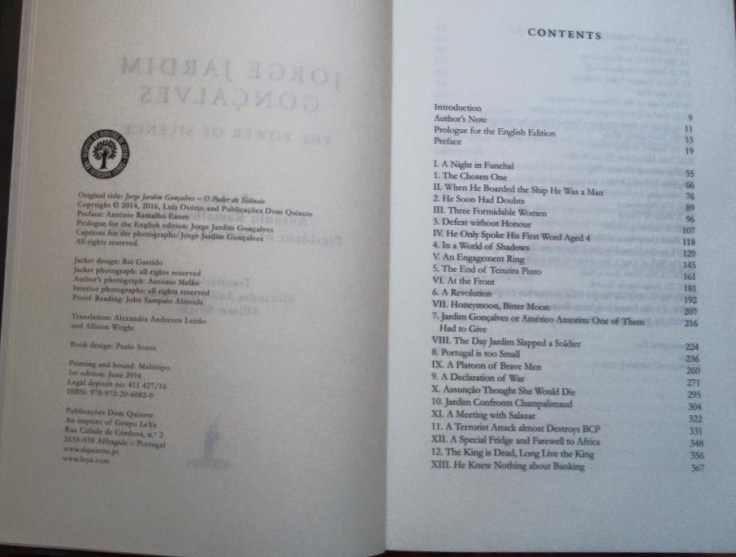 Original title: Jorge Jardim Gonçalves – O Poder do Silêncio
Copyright © 2014, 2016, Luís Osório and Publicações Dom Quixote
Preface: António Ramalho Eanes
Prologue for the English edition: Jorge Jardim Gonçalves
Captions for the photographs: Jorge Jardim Gonçalves
All rights reserved.
Jacket design: Rui Garrido
Jacket photograph: all rights reserved
Author's photograph: António
Interior photographs: all rights reserved
Proof Reading: John Sampaio Almeida
Translation: Alexandra Andresen Leitão
and Allison Wright
Book design: Paulo Sousa
Printing and bound: Multitipo
1st edition: June 2016
Legal deposit no: 411 427/16
ISBN: 978-972-20-6082-0
Publicações Dom Quixote
An imprint of Grupo LeYa
Rua Cidade de Córdova, n.º 2
2610-038 Alfragide – Portugal
www.dquixote.pt
www.leya.com
CONTENTS
Introduction 9
Author's Note 11
Prologue for the English Edition 15
Preface 19
I. A Night in Funchal 55
1. The Chosen One 66
II. When He Boarded the Ship He Was a Man 76
2. He Soon Had Doubts 89
III. Three Formidable Women 96
3. Defeat without Honour 107
IV. He Only Spoke His First Word Aged 4 118
4. In a World of Shadows 129
V. An Engagement Ring 145
5. The End of Teixeira Pinto 161
VI. At the Front 181
6. A Revolution 192
VII. Honeymoon, Bitter Moon 207
7. Jardim Gonçalves or Américo Amorim: One of Them 216
Had to Give
VIII. The Day Jardim Slapped a Soldier 224
8. Portugal is too Small 236
IX. A Platoon of Brave Men 260
9. A Declaration of War 271
X. Assunção Thought She Would Die 295
10. Jardim Confronts Champalimaud 304
XI. A Meeting with Salazar 322
11. A Terrorist Attack almost Destroys BCP 331
XII. A Special Fridge and Farewell to Africa 348
12. The King is Dead, Long Live the King 356
XIII. He Knew Nothing about Banking 367